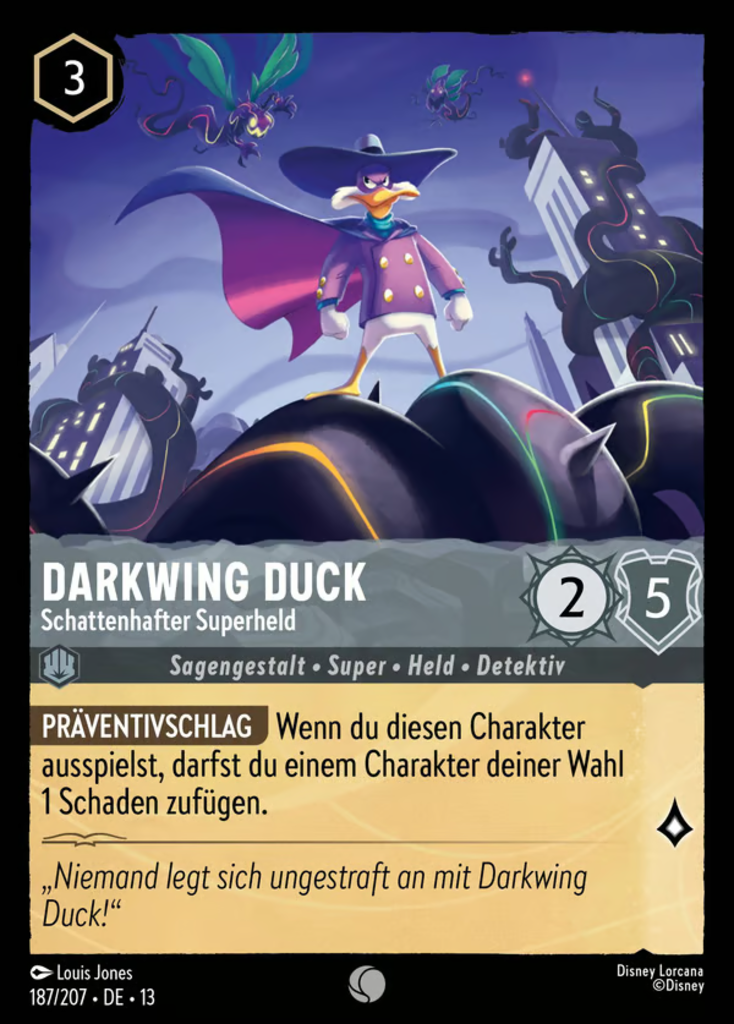 3
DARKWING DUCK
Schattenhafter Superheld
2
5
Sagengestalt • Super • Held • Detektiv
PRÄVENTIVSCHLAG Wenn du diesen Charakter
ausspielst, darfst du einem Charakter deiner Wahl
1 Schaden zufügen.
„Niemand legt sich ungestraft an mit Darkwing
Duck!“
Louis Jones
187/207 • DE • 13
Disney Lorcana
©Disney